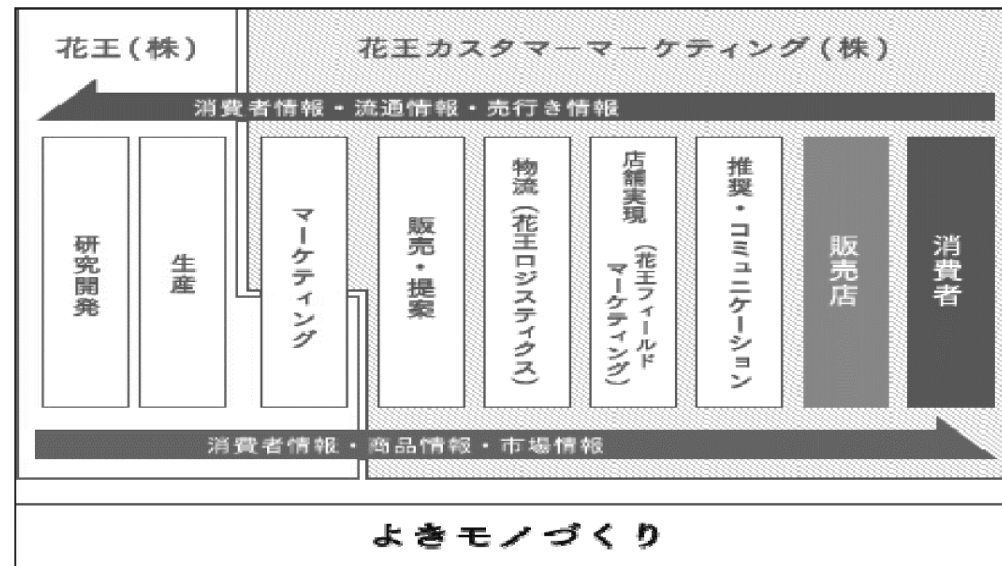 花王(株)
花王カスタマーマーケティング(株)
消費者情報・流通情報・売行き情報
研究開発
生産
マーケティング
販売・提案
物流(花王ロジスティクス)
店舗実現
(花王フィールド
マーケティング)
推奨・コミュニケーション
販売店
消費者
消費者情報・商品情報・市場情報
よきモノづくり